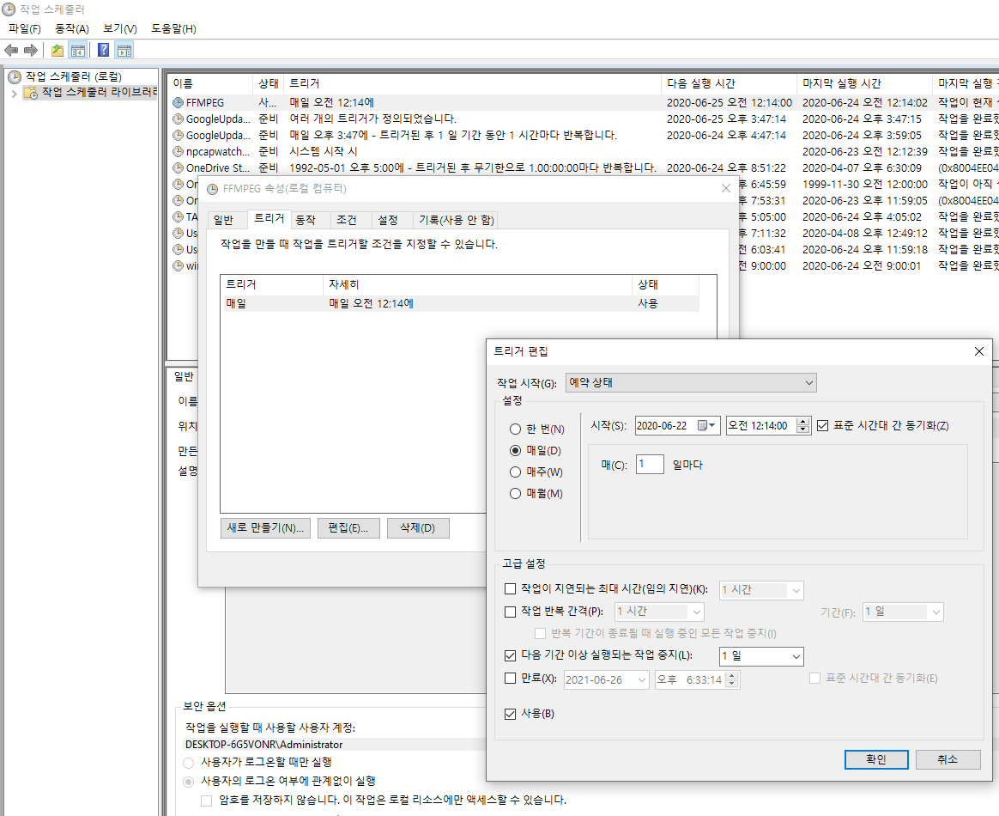 작업 스케줄러
파일(F) 동작(A) 보기(V) 도움말(H)
작업 스케줄러 (로컬)
작업 스케줄러 라이브러리
이름 상태 트리거 다음 실행 시간 마지막 실행 시간 마지막 실행
FFMPEG 사... 매일 오전 12:14에 2020-06-25 오전 12:14:00 2020-06-24 오전 12:14:02 작업이 현재
GoogleUpda... 준비 여러 개의 트리거가 정의되었습니다. 2020-06-25 오후 3:47:14 2020-06-24 오후 3:47:15 작업을 완료했
GoogleUpda... 준비 매일 오후 3:47에 - 트리거된 후 1 일 기간 동안 1 시간마다 반복합니다. 2020-06-24 오후 4:47:14 2020-06-24 오후 3:59:05 작업을 완료했
npcapwatch... 준비 시스템 시작 시 2020-06-23 오전 12:12:39 작업을 완료했
OneDrive St... 준비 1992-05-01 오후 5:00에 - 트리거된 후 무기한으로 1.00:00:00마다 반복합니다. 2020-06-24 오후 8:51:22 2020-04-07 오후 6:30:09 (0x8004EE04
On 후 6:45:59 1999-11-30 오전 12:00:00 작업이 아직
On 후 7:53:31 2020-06-23 오후 11:59:05 (0x8004EE04
TA 후 5:05:00 2020-06-24 오후 4:05:02 작업을 완료했
Use 후 7:11:32 2020-04-08 오후 12:49:12 작업을 완료했
Use 전 6:03:41 2020-06-24 오후 11:59:18 작업을 완료했
win 전 9:00:00 2020-06-24 오전 9:00:01 작업을 완료했
FFMPEG 속성(로컬 컴퓨터)
일반 트리거 동작 조건 설정 기록(사용 안 함)
작업을 만들 때 작업을 트리거할 조건을 지정할 수 있습니다.
트리거 자세히 상태
매일 매일 오전 12:14에 사용
새로 만들기(N)... 편집(E)... 삭제(D)
일반
이름
위치
만든
설명
트리거 편집
작업 시작(G): 예약 상태
설정
한 번(N)
매일(D)
매주(W)
매월(M)
시작(S): 2020-06-22 오전 12:14:00 표준 시간대 간 동기화(Z)
매(C): 1 일마다
고급 설정
작업이 지연되는 최대 시간(임의 지연)(K): 1 시간
작업 반복 간격(P): 1 시간 기간(F): 1 일
반복 기간이 종료될 때 실행 중인 모든 작업 중지(I)
다음 기간 이상 실행되는 작업 중지(L): 1 일
만료(X): 2021-06-26 오후 6:33:14 표준 시간대 간 동기화(E)
사용(B)
확인 취소
보안 옵션
작업을 실행할 때 사용할 사용자 계정:
DESKTOP-6G5VONR\Administrator
사용자가 로그온할 때만 실행
사용자의 로그온 여부에 관계없이 실행
암호를 저장하지 않습니다. 이 작업은 로컬 리소스에만 액세스할 수 있습니다.